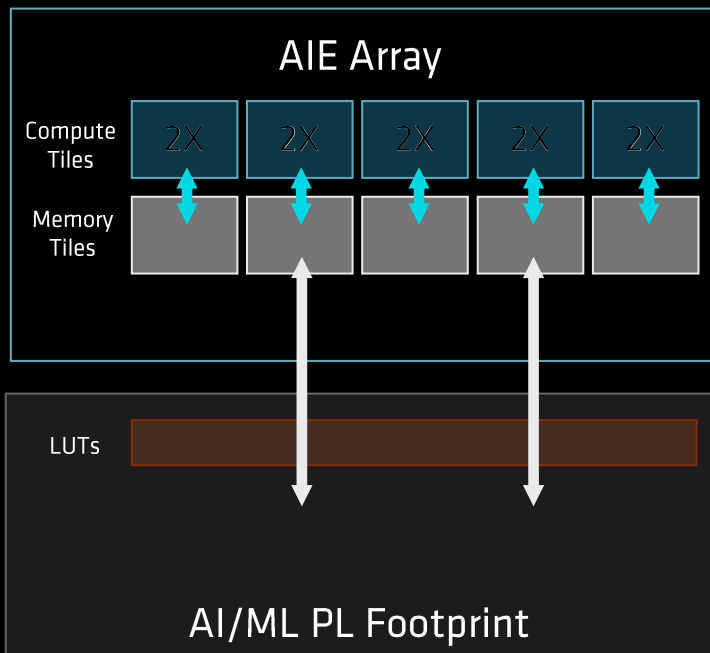 AIE Array
Compute
Tiles
2X 2X 2X 2X 2X
Memory
Tiles
LUTs
AI/ML PL Footprint